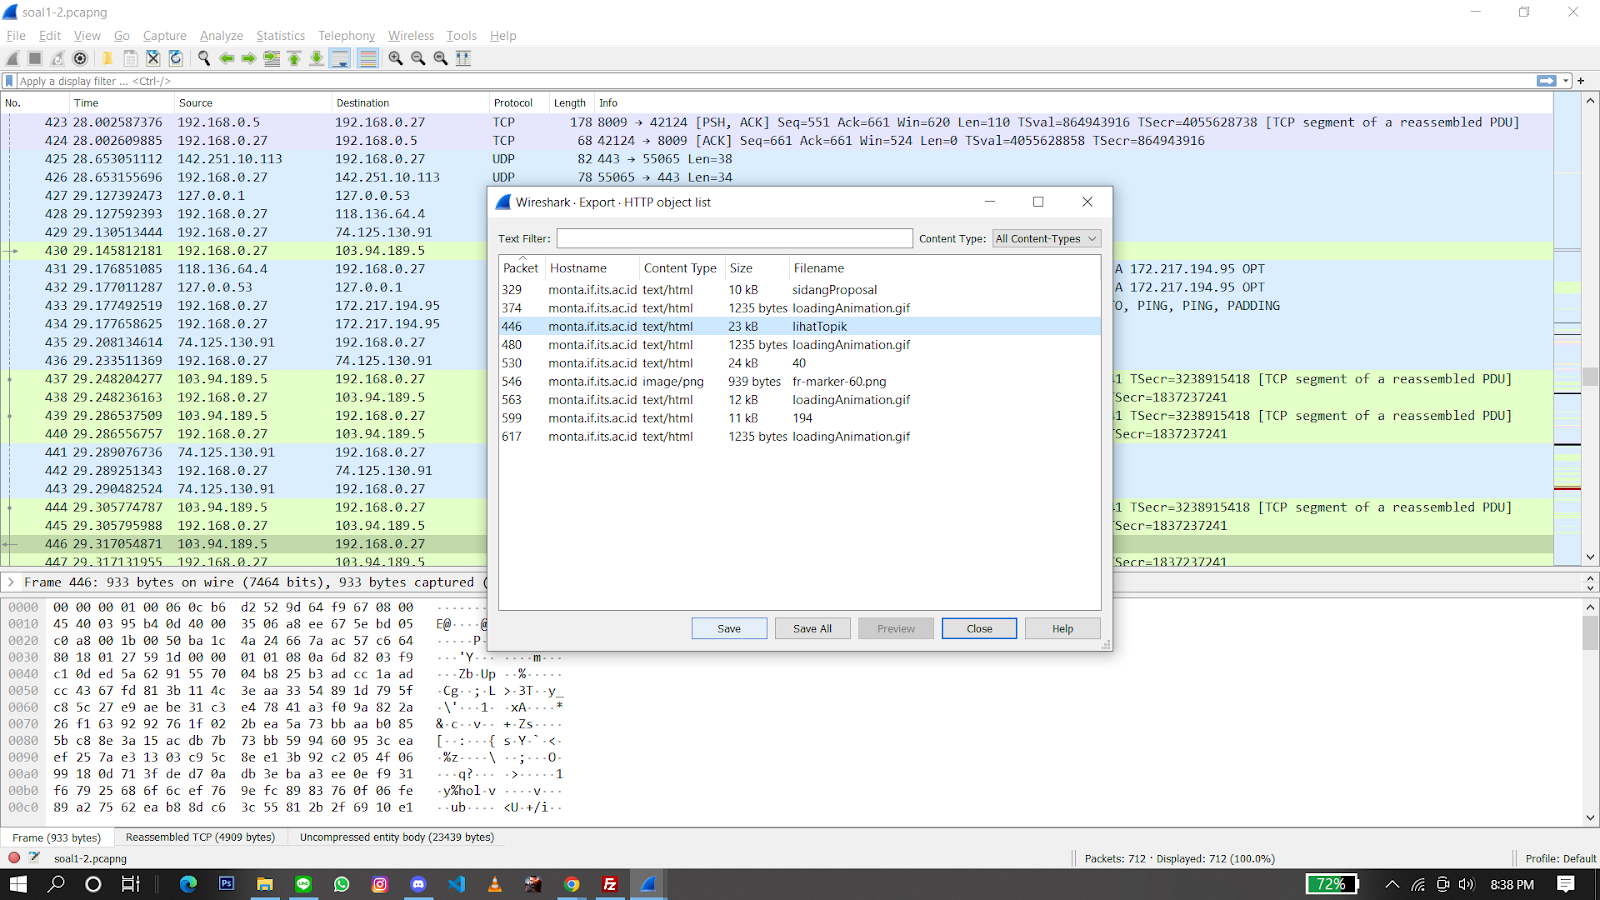 soal1-2.pcapng
File Edit View Go Capture Analyze Statistics Telephony Wireless Tools Help
Apply a display filter ... <Ctrl-/>
No. Time Source Destination Protocol Length Info
423 28.002587376 192.168.0.5 192.168.0.27 TCP 178 8009 → 42124 [PSH, ACK] Seq=551 Ack=661 Win=620 Len=110 TSval=864943916 TSecr=4055628738 [TCP segment of a reassembled PDU]
424 28.002609885 192.168.0.27 192.168.0.5 TCP 68 42124 → 8009 [ACK] Seq=661 Ack=661 Win=524 Len=0 TSval=4055628858 TSecr=864943916
425 28.653051112 142.251.10.113 192.168.0.27 UDP 82 443 → 55065 Len=38
426 28.653155696 192.168.0.27 142.251.10.113 UDP 78 55065 → 443 Len=34
427 29.127392473 127.0.0.1 127.0.0.53
428 29.127592393 192.168.0.27 118.136.64.4
429 29.130513444 192.168.0.27 74.125.130.91
430 29.145812181 192.168.0.27 103.94.189.5
431 29.176851085 118.136.64.4 192.168.0.27 A 172.217.194.95 OPT
432 29.177011287 127.0.0.53 127.0.0.1 A 172.217.194.95 OPT
433 29.177492519 192.168.0.27 172.217.194.95 O, PING, PING, PADDING
434 29.177658625 192.168.0.27 172.217.194.95
435 29.208134614 74.125.130.91 192.168.0.27
436 29.233511369 192.168.0.27 74.125.130.91
437 29.248204277 103.94.189.5 192.168.0.27 1 TSecr=3238915418 [TCP segment of a reassembled PDU]
438 29.248236163 192.168.0.27 103.94.189.5 Secr=1837237241
439 29.286537509 103.94.189.5 192.168.0.27 1 TSecr=3238915418 [TCP segment of a reassembled PDU]
440 29.286556757 192.168.0.27 103.94.189.5 Secr=1837237241
441 29.289076736 74.125.130.91 192.168.0.27
442 29.289251343 192.168.0.27 74.125.130.91
443 29.290482524 74.125.130.91 192.168.0.27
444 29.305774787 103.94.189.5 192.168.0.27 1 TSecr=3238915418 [TCP segment of a reassembled PDU]
445 29.305795988 192.168.0.27 103.94.189.5 Secr=1837237241
446 29.317054871 103.94.189.5 192.168.0.27
447 29.317131955 192.168.0.27 103.94.189.5 Secr=1837237241
Wireshark · Export · HTTP object list
Text Filter: Content Type: All Content-Types
Packet Hostname Content Type Size Filename
329 monta.if.its.ac.id text/html 10 kB sidangProposal
374 monta.if.its.ac.id text/html 1235 bytes loadingAnimation.gif
446 monta.if.its.ac.id text/html 23 kB lihatTopik
480 monta.if.its.ac.id text/html 1235 bytes loadingAnimation.gif
530 monta.if.its.ac.id text/html 24 kB 40
546 monta.if.its.ac.id image/png 939 bytes fr-marker-60.png
563 monta.if.its.ac.id text/html 12 kB loadingAnimation.gif
599 monta.if.its.ac.id text/html 11 kB 194
617 monta.if.its.ac.id text/html 1235 bytes loadingAnimation.gif
Save Save All Preview Close Help
Frame 446: 933 bytes on wire (7464 bits), 933 bytes captured (
0000 00 00 00 01 00 06 0c b6 d2 52 9d 64 f9 67 08 00
0010 45 40 03 95 b4 0d 40 00 35 06 a8 ee 67 5e bd 05 E@····@
0020 c0 a8 00 1b 00 50 ba 1c 4a 24 66 7a ac 57 c6 64 ·····P
0030 80 18 01 27 59 1d 00 00 01 01 08 0a 6d 82 03 f9 ···'Y·······m···
0040 c1 0d ed 5a 62 91 55 70 04 b8 25 b3 ad cc 1a ad ···Zb·Up··%·····
0050 cc 43 67 fd 81 3b 11 4c 3e aa 33 54 89 1d 79 5f ·Cg··;·L>·3T··y_
0060 c8 5c 27 e9 ae be 31 c3 e4 78 41 a3 f0 9a 82 2a ·\'···1··xA····*
0070 26 f1 63 92 92 76 1f 02 2b ea 5a 73 bb aa b0 85 &·c··v··+·Zs····
0080 5b c8 8e 3a 15 ac db 7b 73 bb 59 94 60 95 3c ea [··:···{s·Y·`·<·
0090 ef 25 7a e3 13 03 c9 5c 8e e1 3b 92 c2 05 4f 06 ·%z····\··;···O·
00a0 99 18 0d 71 3f de d7 0a db 3e ba a3 ee 0e f9 31 ···q?····>·····1
00b0 f6 79 25 68 6f 6c ef 76 9e fc 89 83 76 0f 06 fe ·y%hol·v····v···
00c0 89 a2 75 62 ea b8 8d c6 3c 55 81 2b 2f 69 10 e1 ··ub····<U·+/i··
Frame (933 bytes) Reassembled TCP (4909 bytes) Uncompressed entity body (23439 bytes)
soal1-2.pcapng Packets: 712 · Displayed: 712 (100.0%) Profile: Default
72% 8:38 PM